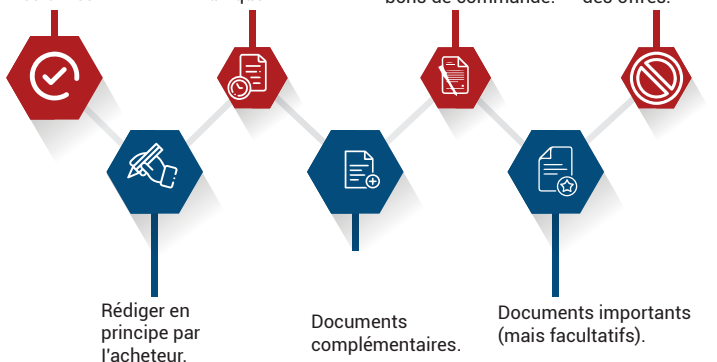 bons de commande.
des offres.
Rédiger en
principe par
l'acheteur.
Documents
complémentaires.
Documents importants
(mais facultatifs).